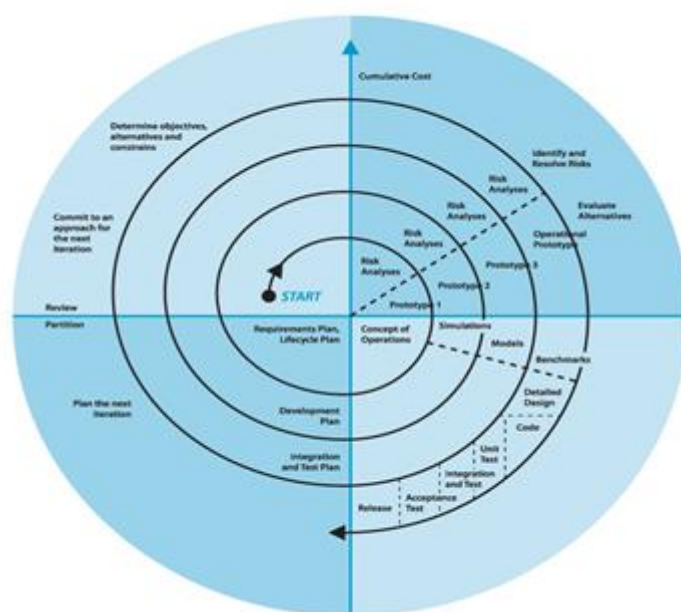 Cumulative Cost
Determine objectives,
alternatives and
constrains
Identify and
Resolve Risks
Risk
Analyses
Evaluate
Alternatives
Risk
Analyses
Commit to an
approach for
the next
iteration
Operational
Prototype
Risk
Analyses
Prototype 3
Risk
Analyses
Prototype 2
START
Prototype 1
Review
Partition
Requirements Plan,
Lifecycle Plan
Concept of
Operations
Simulations
Models
Benchmarks
Plan the next
iteration
Development
Plan
Detailed
Design
Code
Unit
Test
Integration
and Test Plan
Integration
and Test
Acceptance
Test
Release